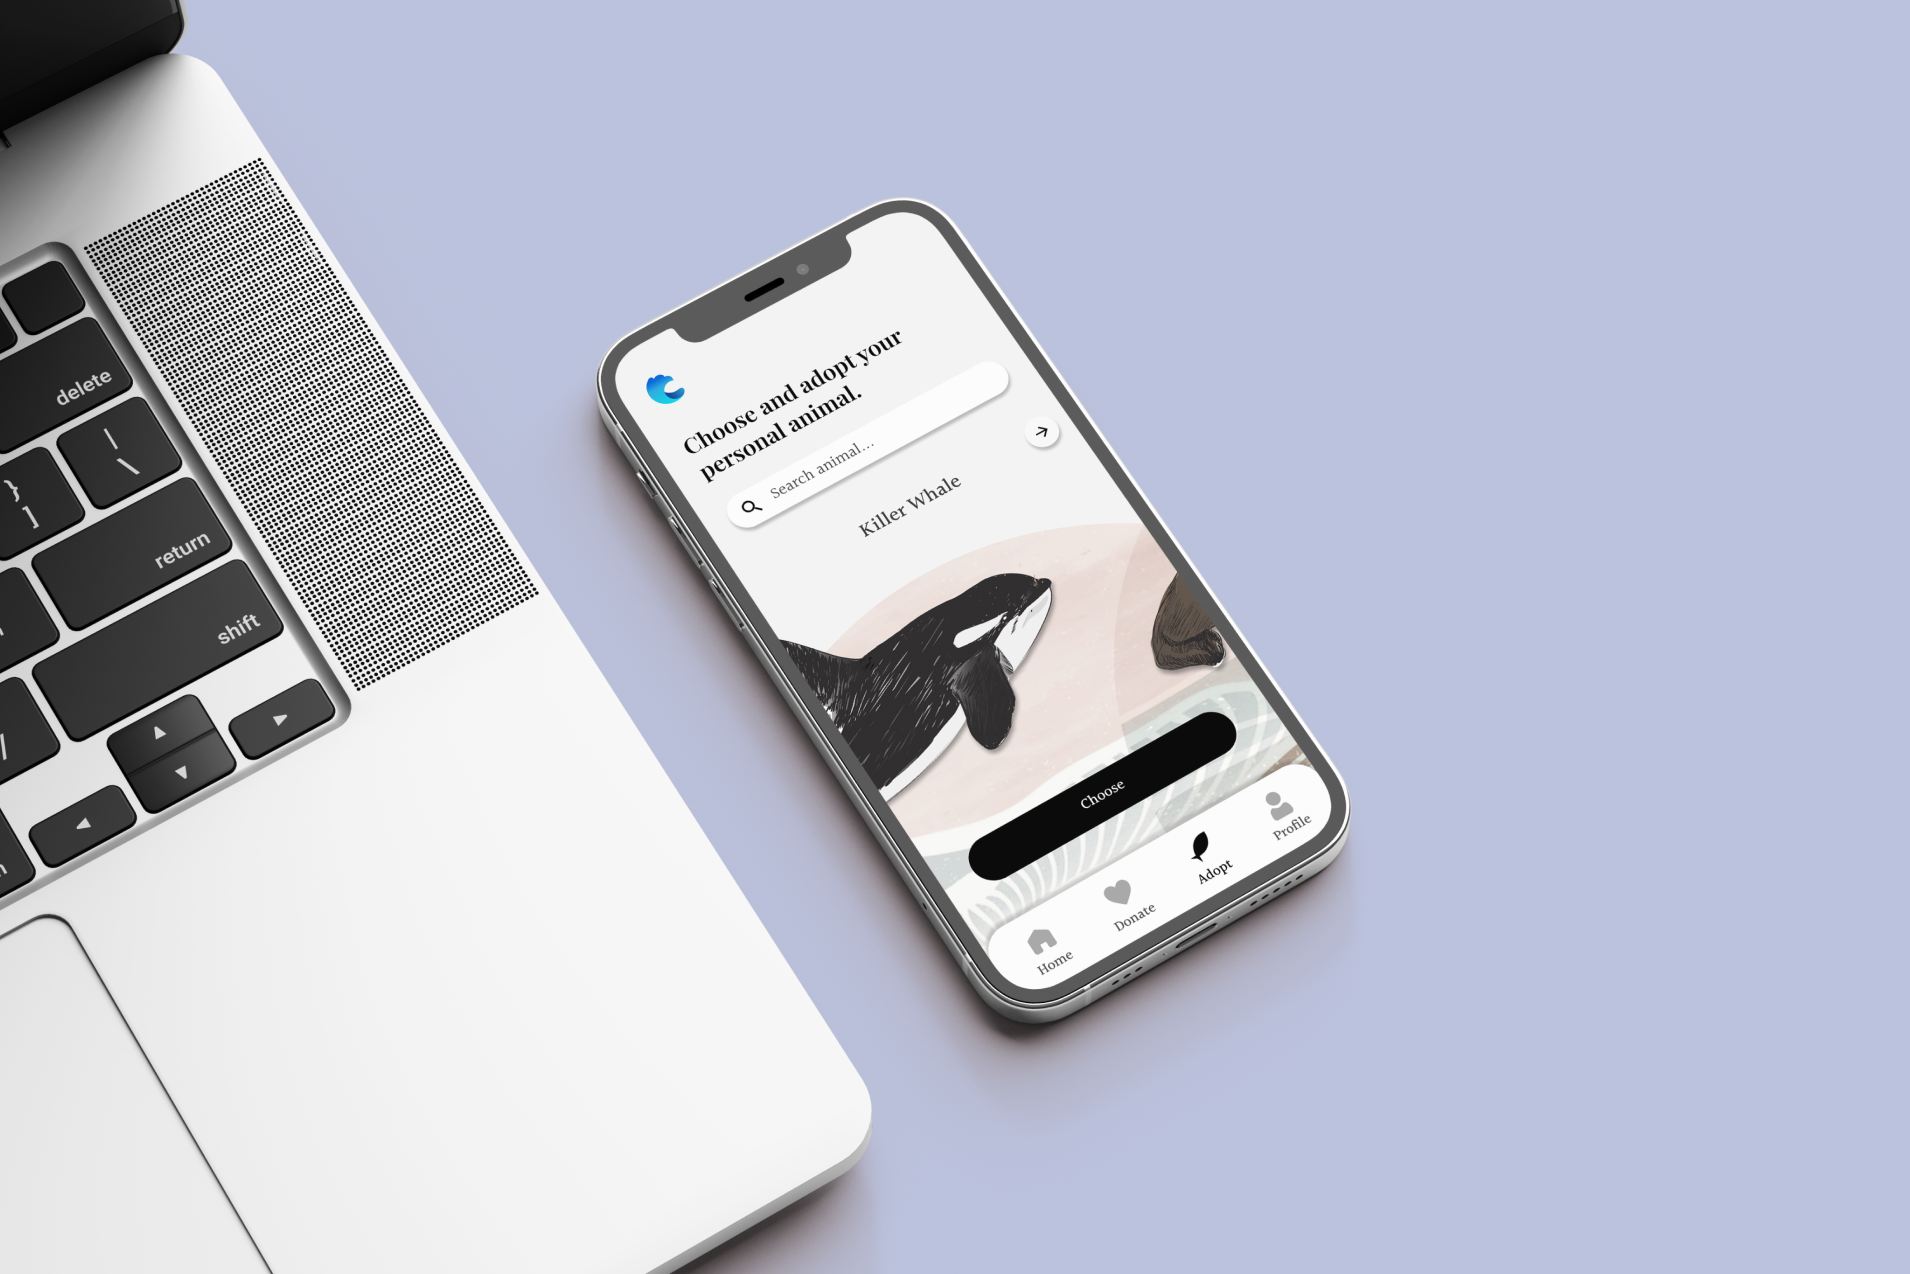 delete
return
shift
Choose and adopt your
personal animal.
Search animal...
Killer Whale
Choose
Home
Donate
Adopt
Profile